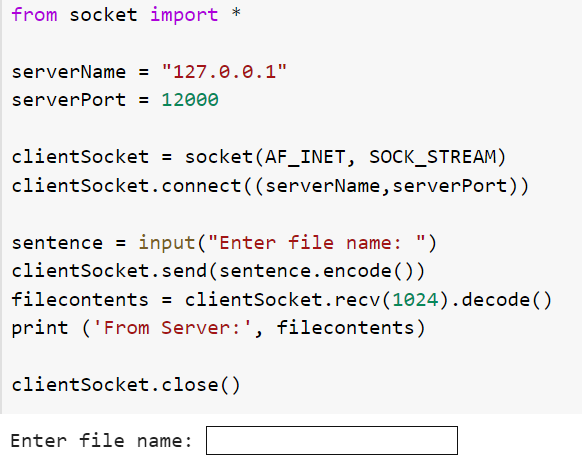 from socket import *
serverName = "127.0.0.1"
serverPort = 12000
clientSocket = socket(AF_INET, SOCK_STREAM)
clientSocket.connect((serverName,serverPort))
sentence = input("Enter file name: ")
clientSocket.send(sentence.encode())
filecontents = clientSocket.recv(1024).decode()
print ('From Server:', filecontents)
clientSocket.close()
Enter file name: